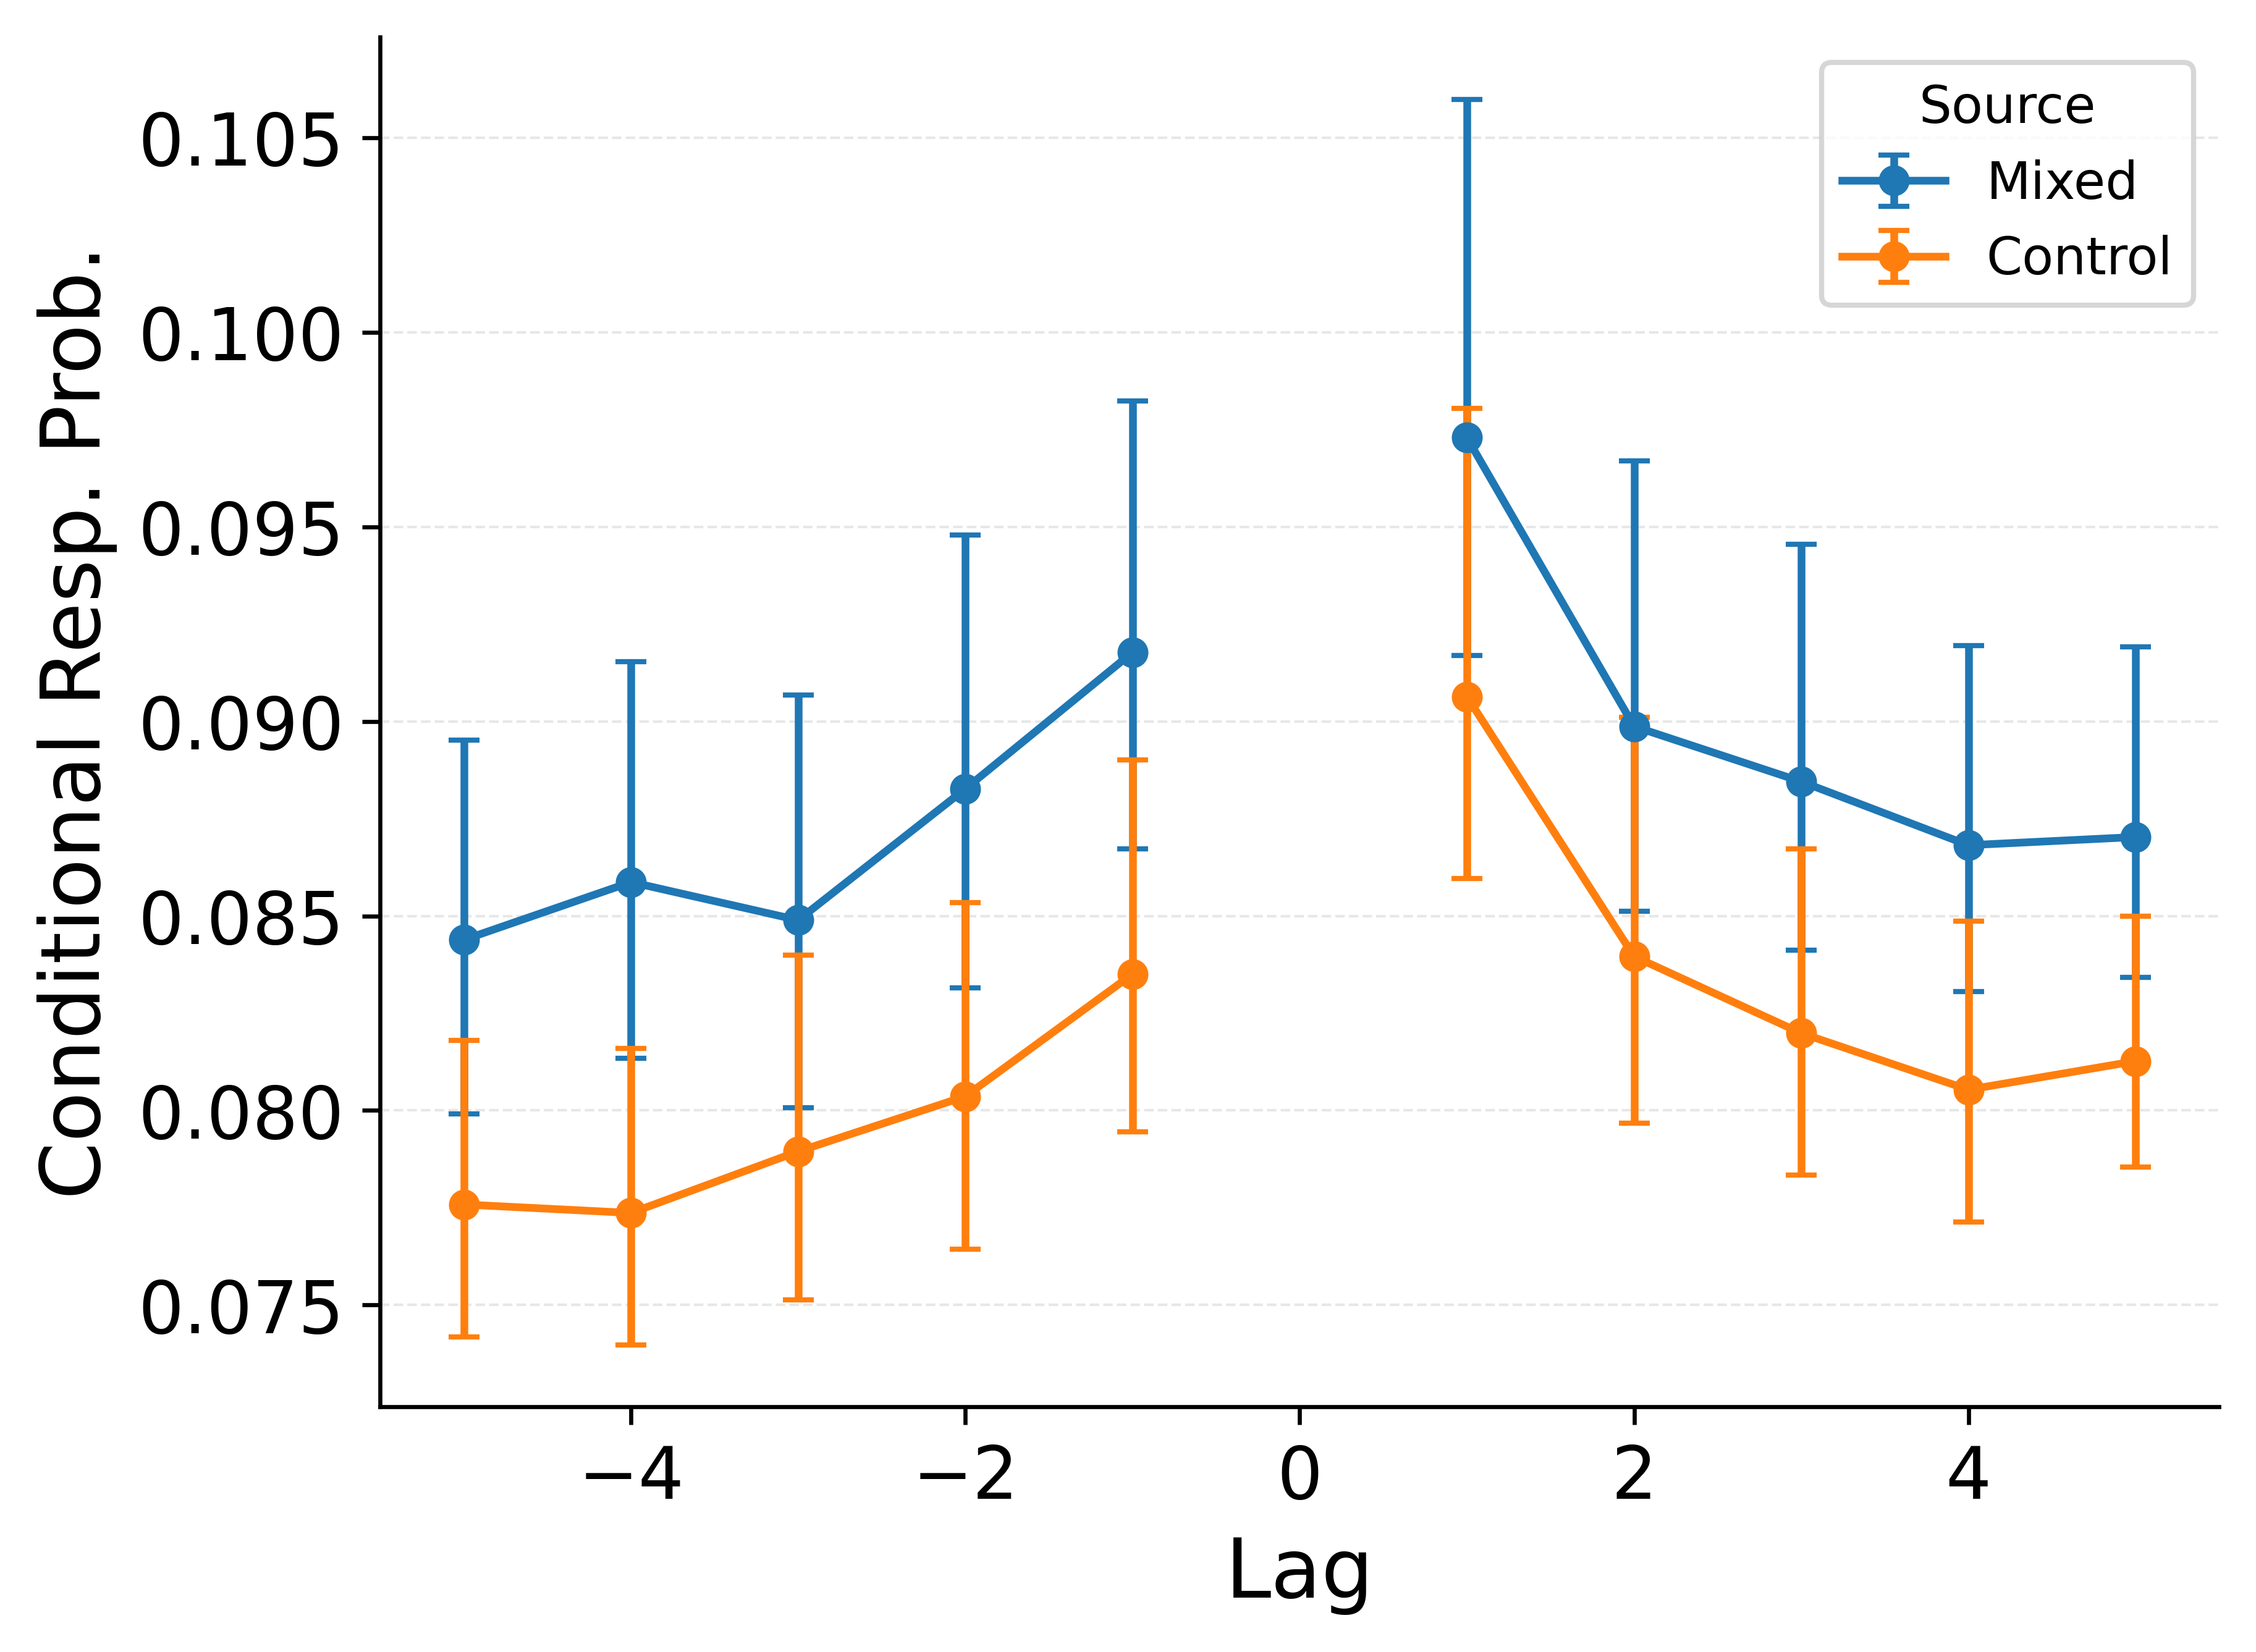 Source
Mixed
Control
Conditional Resp. Prob.
0.105
0.100
0.095
0.090
0.085
0.080
0.075
−4 −2 0 2 4
Lag